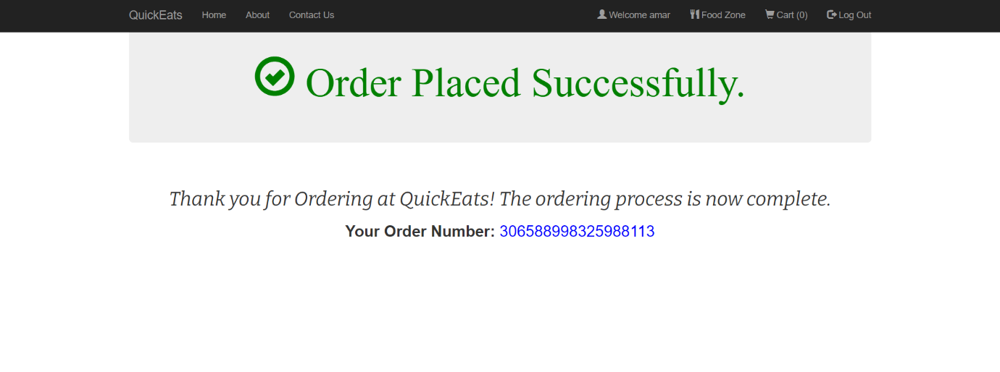 QuickEats Home About Contact Us Welcome amar Food Zone Cart (0) Log Out
Order Placed Successfully.
Thank you for Ordering at QuickEats! The ordering process is now complete.
Your Order Number: 306588998325988113